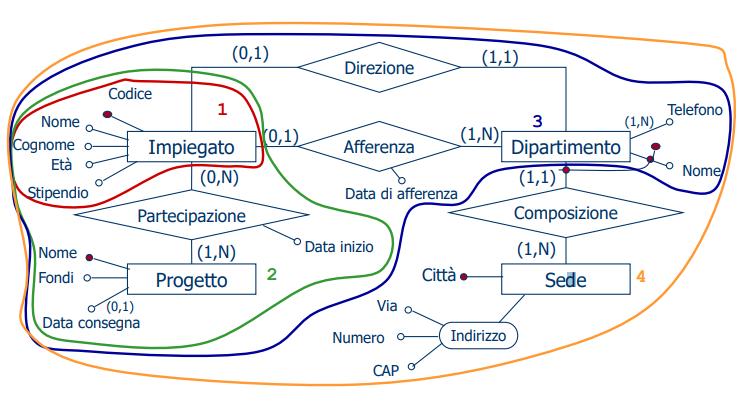 (0,1)
Direzione
(1,1)
Codice
1
3
Telefono
Nome
(1,N)
Cognome
Impiegato
(0,1)
Afferenza
(1,N)
Dipartimento
Età
Nome
Stipendio
(0,N)
Data di afferenza
(1,1)
Partecipazione
Composizione
Nome
(1,N)
Data inizio
(1,N)
Fondi
Progetto
2
Città
Sede
4
(0,1)
Data consegna
Via
Numero
Indirizzo
CAP